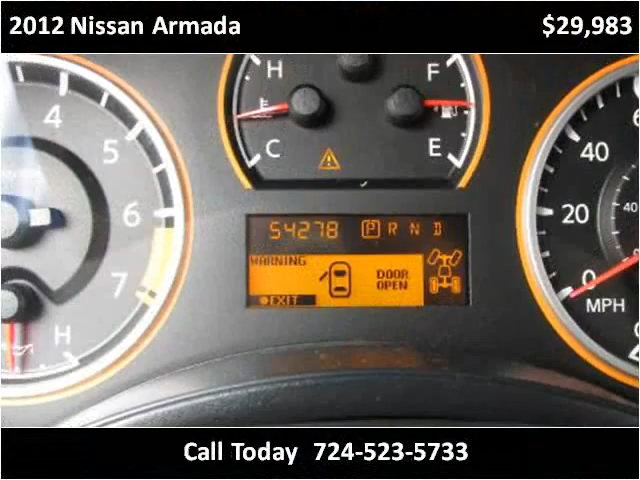 2012 Nissan Armada $29,983
4
5
6
7
H
H
C
F
E
54278 P R N D
WARNING
DOOR
OPEN
EXIT
40
20
0
MPH
40
Call Today 724-523-5733